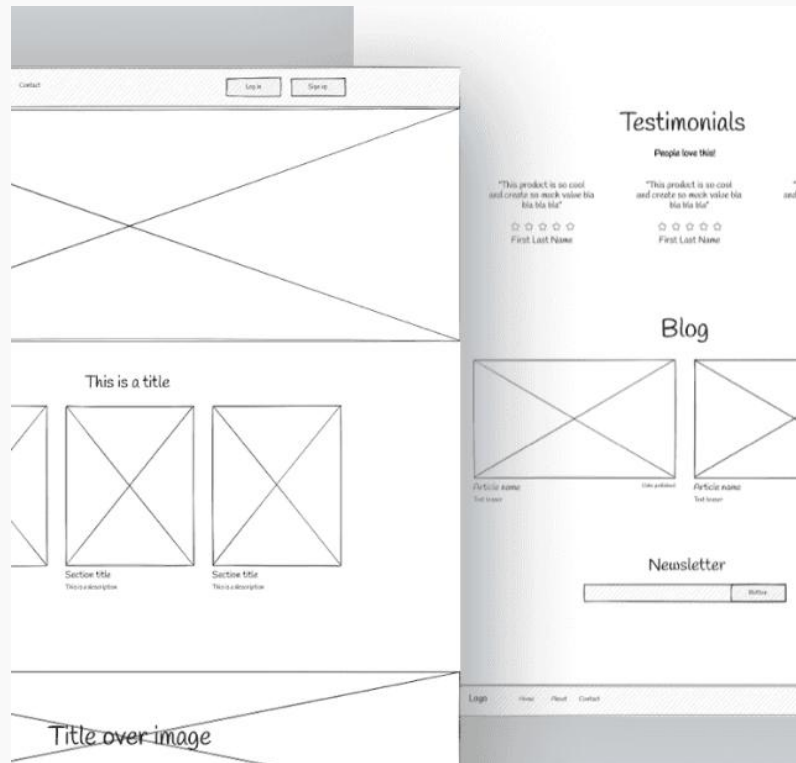 Contact
Log in
Sign up
This is a title
Section title
This is a description
Section title
This is a description
Title over image
Testimonials
People love this!
"This product is so cool
and create so much value bla
bla bla bla"
First Last Name
"This product is so cool
and create so much value bla
bla bla bla"
First Last Name
Blog
Article name
Date published
Text teaser
Article name
Text teaser
Newsletter
Button
Logo
Home
About
Contact